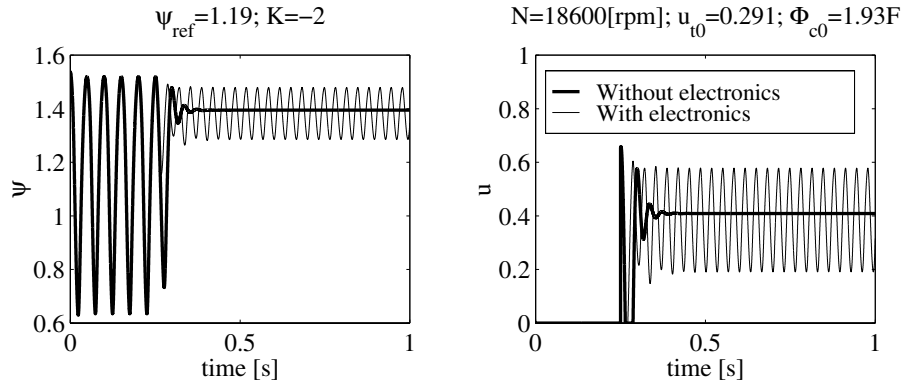 ψref=1.19; K=−2
N=18600[rpm]; ut0=0.291; Φc0=1.93F
1.6
1.4
1.2
1
0.8
0.6
ψ
0
0.5
1
time [s]
1
0.8
0.6
0.4
0.2
0
u
Without electronics
With electronics
0
0.5
1
time [s]